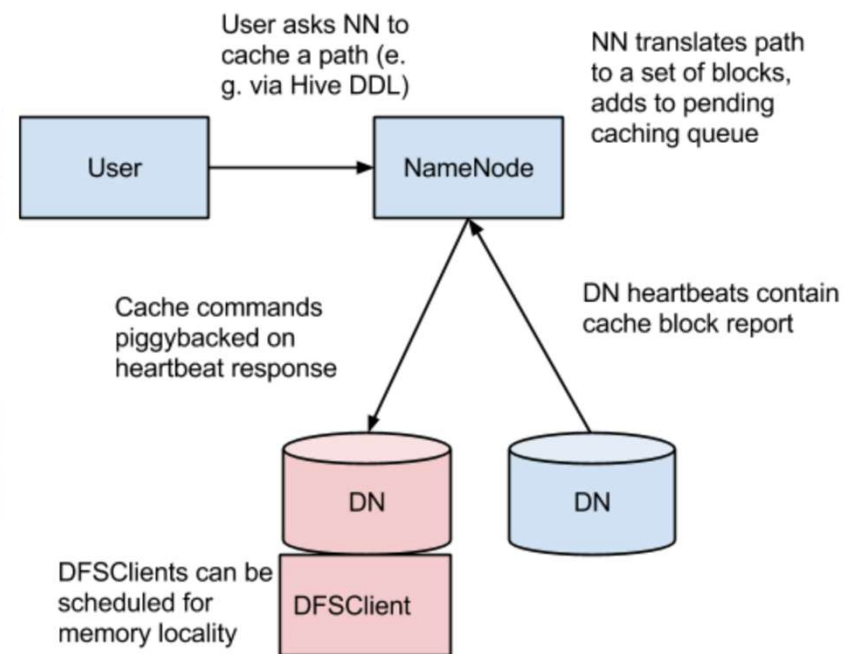 User asks NN to
cache a path (e.
g. via Hive DDL)
NN translates path
to a set of blocks,
adds to pending
caching queue
User
NameNode
Cache commands
piggybacked on
heartbeat response
DN heartbeats contain
cache block report
DN
DN
DFSClients can be
scheduled for
memory locality
DFSClient